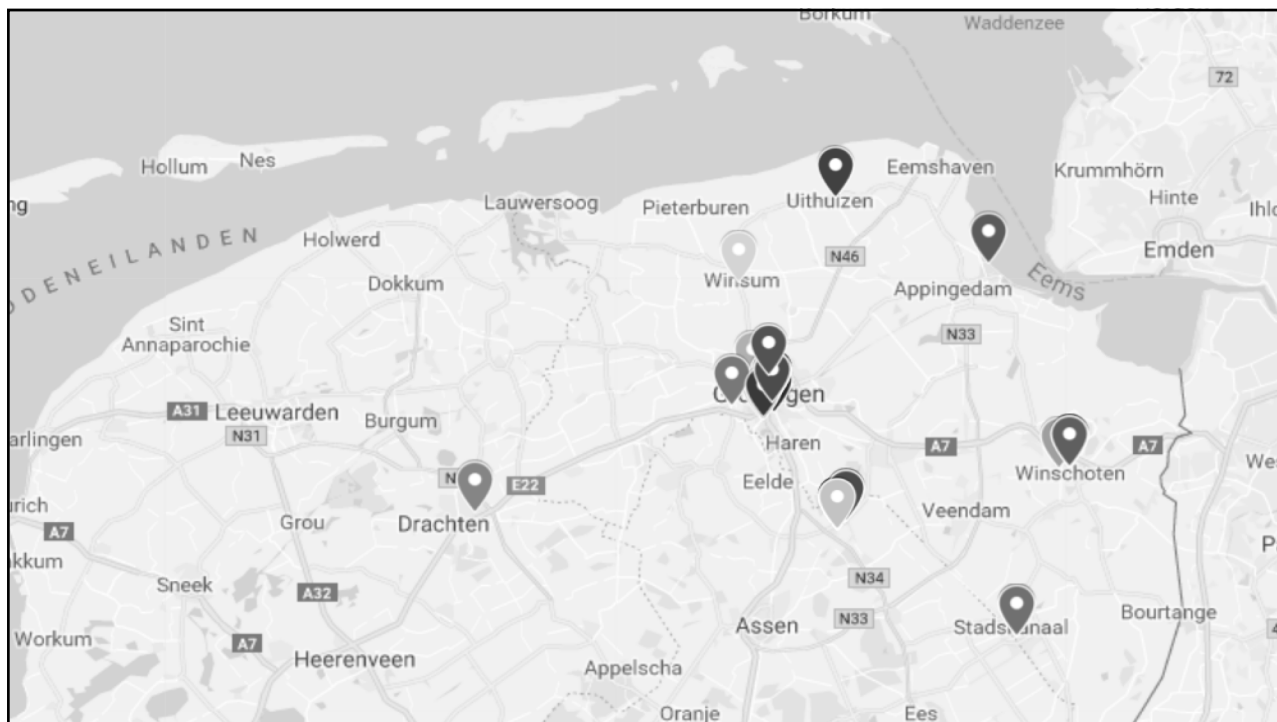 Borkum
Waddenzee
72
Hollum
Nes
Eemshaven
Krummhörn
Hinte
Lauwersoog
Pieterburen
Uithuizen
Holwerd
DDENEILANDEN
N46
Emden
Dokkum
Winsum
Appingedam
Eems
Sint
Annaparochie
N33
A31
Leeuwarden
Burgum
N31
Haren
A7
A7
Winschoten
Eelde
E22
Drachten
Grou
Veendam
A7
Sneek
A32
N34
N33
Bourtange
Workum
A7
Heerenveen
Assen
Appelscha
Oranje
Ees